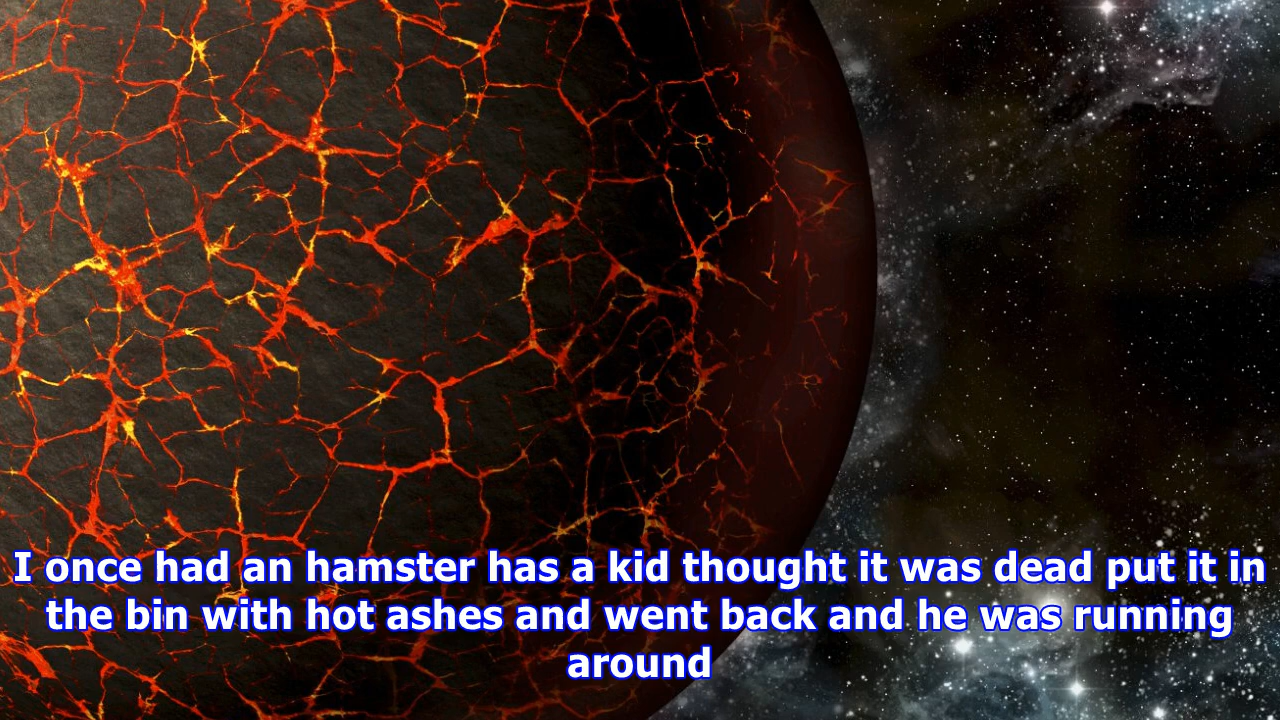 I once had an hamster has a kid thought it was dead put it in
the bin with hot ashes and went back and he was running
around